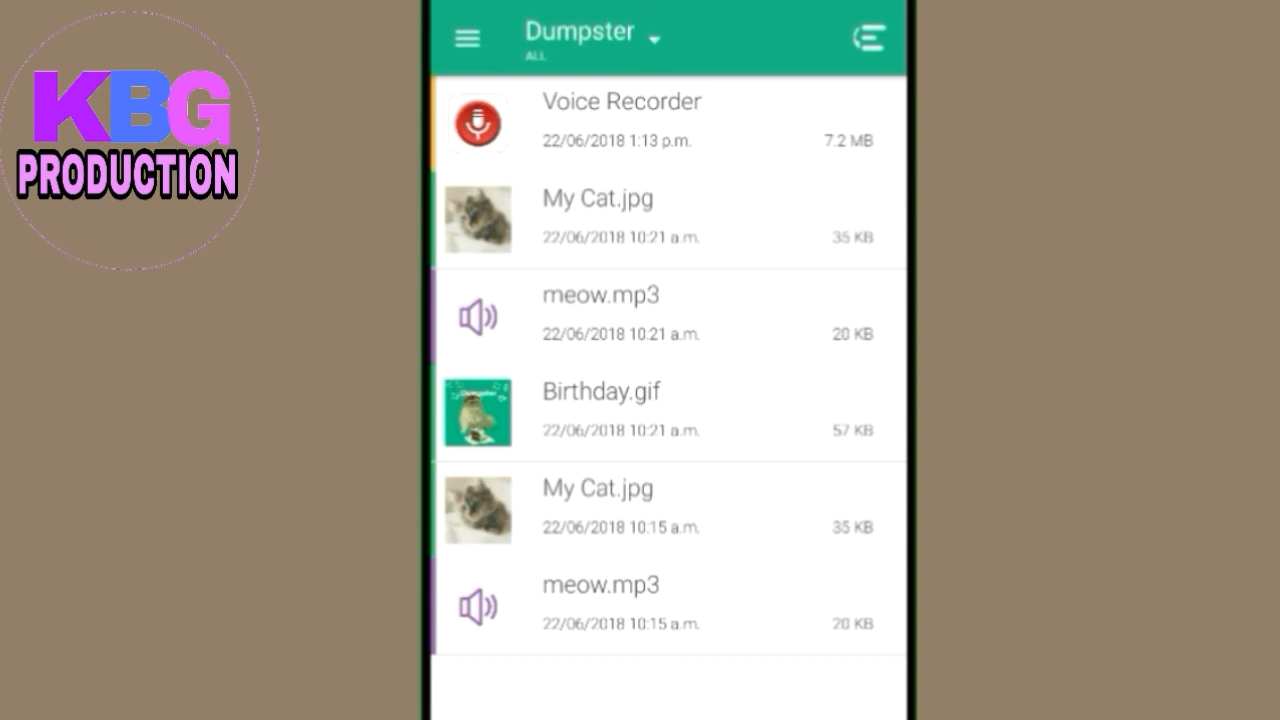 KBG
PRODUCTION
Dumpster
ALL
Voice Recorder
22/06/2018 1:13 p.m. 7.2 MB
My Cat.jpg
22/06/2018 10:21 a.m. 35 KB
meow.mp3
22/06/2018 10:21 a.m. 20 KB
Dumpster
Birthday.gif
22/06/2018 10:21 a.m. 57 KB
My Cat.jpg
22/06/2018 10:15 a.m. 35 KB
meow.mp3
22/06/2018 10:15 a.m. 20 KB